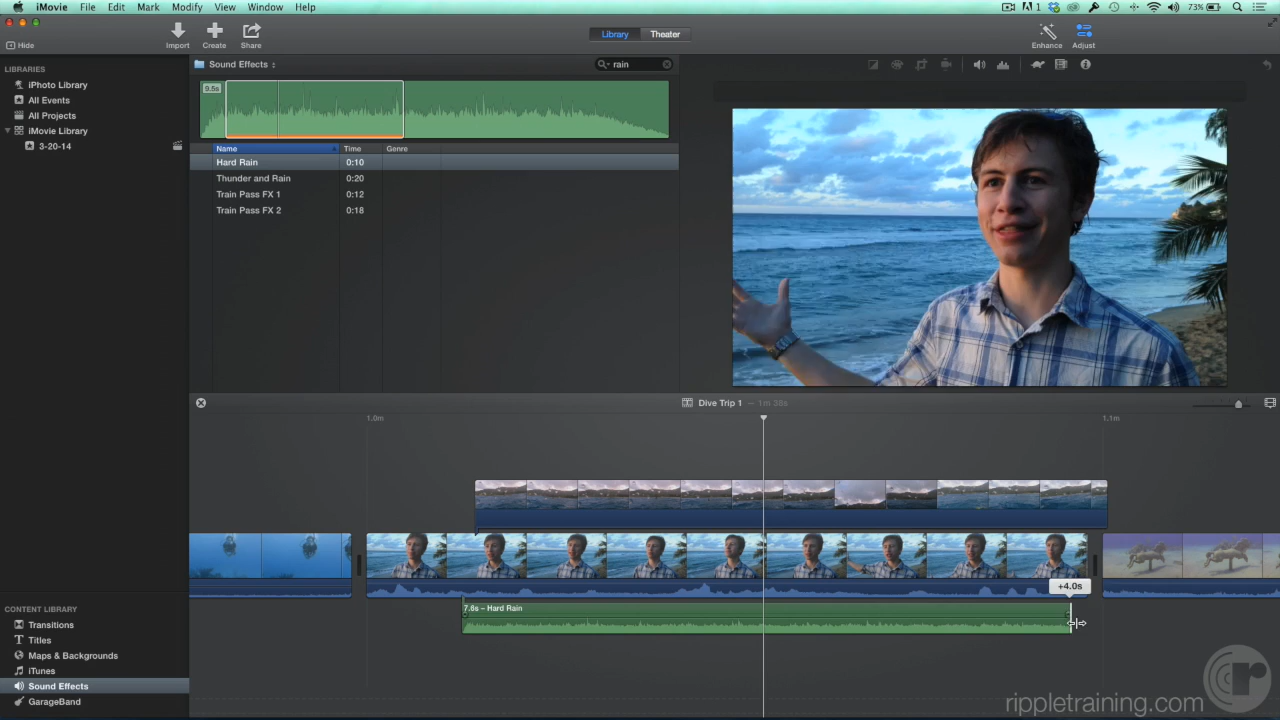 iMovie File Edit Mark Modify View Window Help
1 73%
Hide Import Create Share Library Theater Enhance Adjust
LIBRARIES
iPhoto Library
All Events
All Projects
iMovie Library
3-20-14
Sound Effects rain
9.5s
Name Time Genre
Hard Rain 0:10
Thunder and Rain 0:20
Train Pass FX 1 0:12
Train Pass FX 2 0:18
Dive Trip 1 – 1m 38s
1.0m 1.1m
+4.0s
7.6s – Hard Rain
CONTENT LIBRARY
Transitions
Titles
Maps & Backgrounds
iTunes
Sound Effects
GarageBand
rippletraining.com